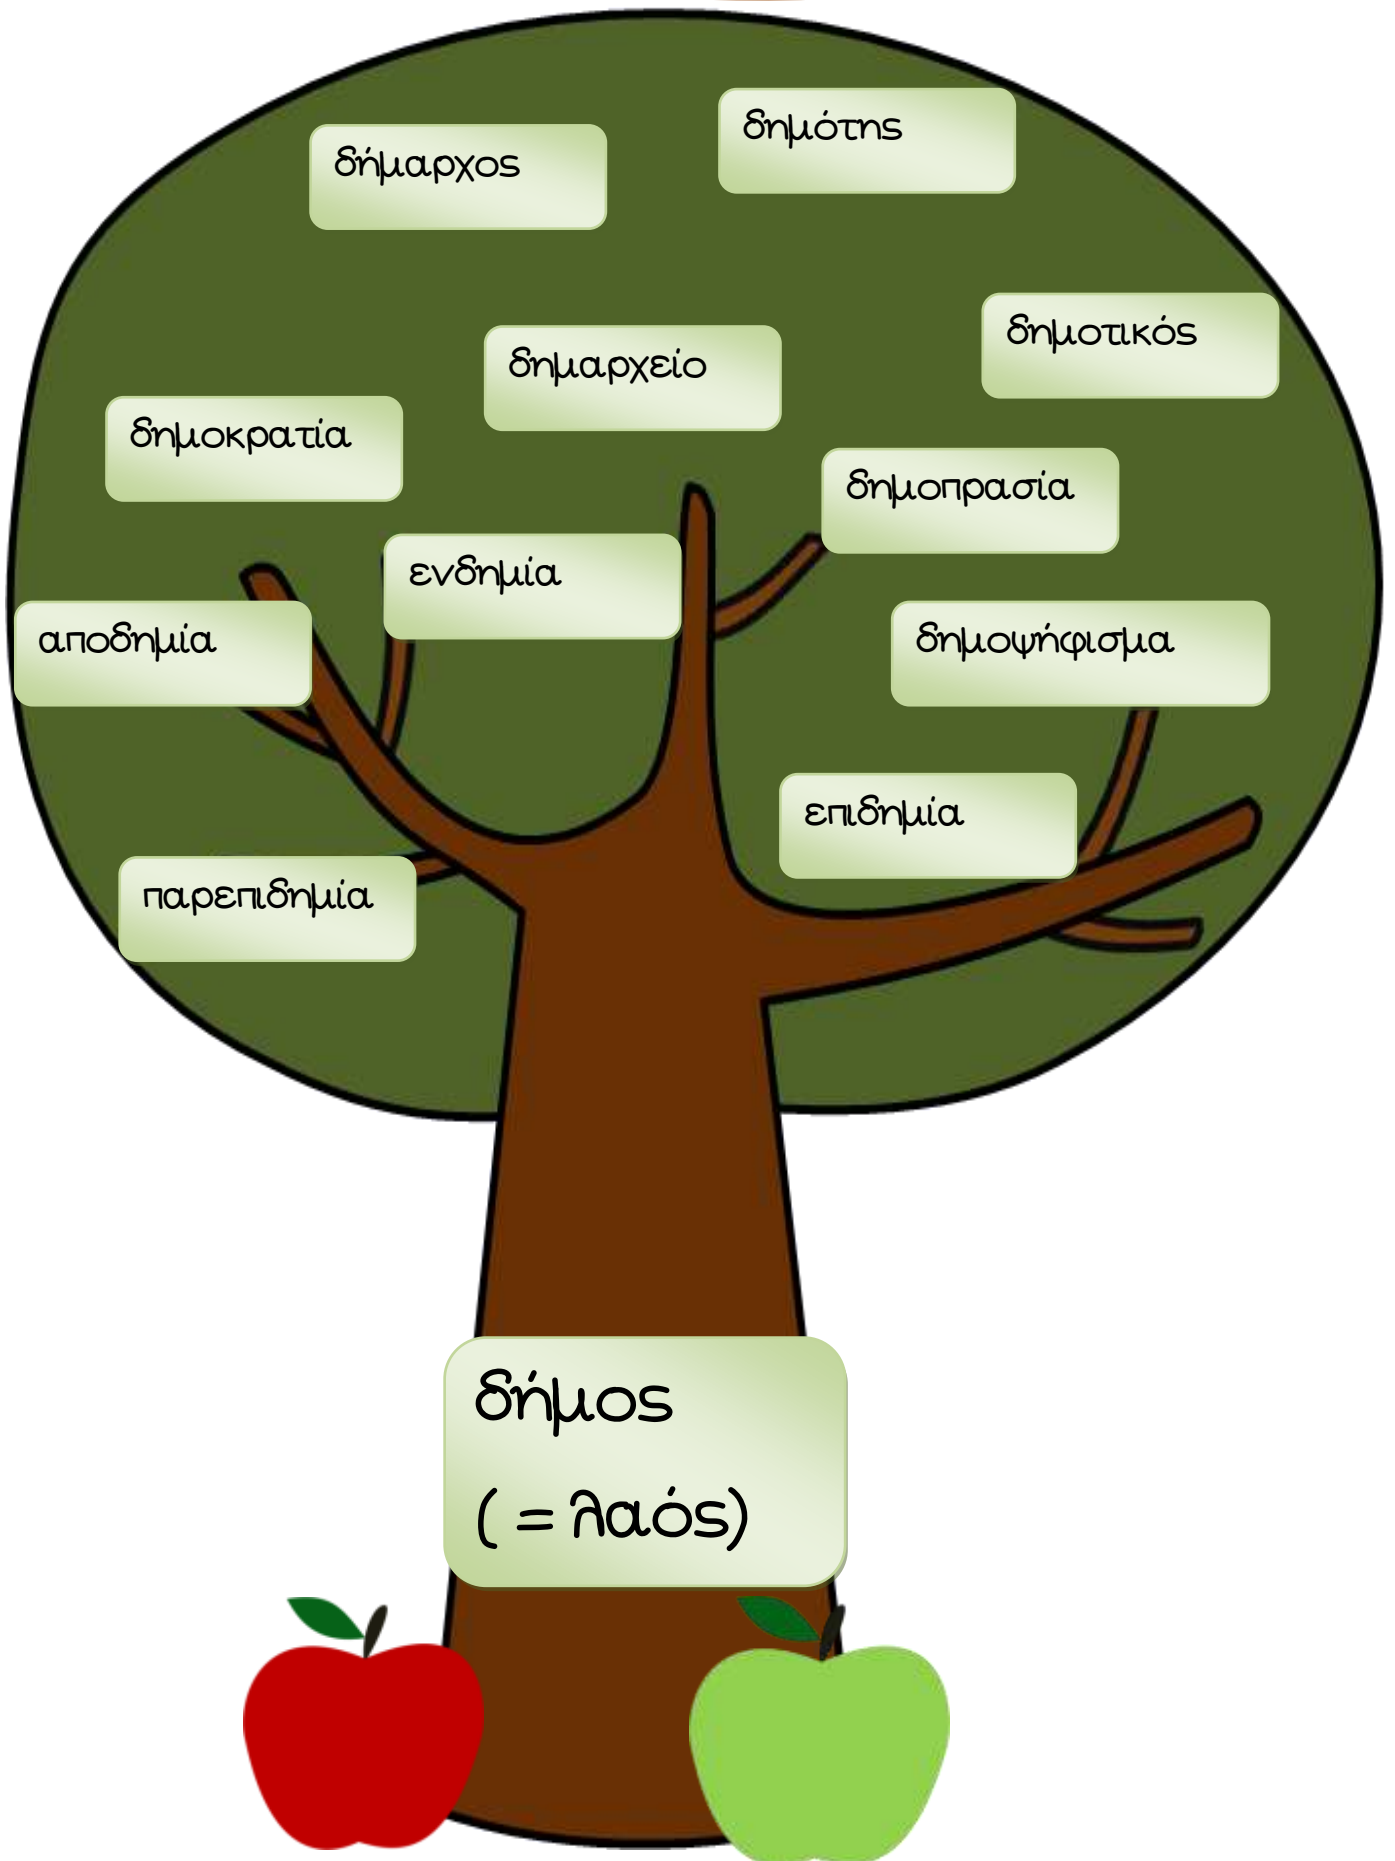 δημότης
δήμαρχος
δημοτικός
δημαρχείο
δημοκρατία
δημοπρασία
ενδημία
αποδημία
δημοψήφισμα
επιδημία
παρεπιδημία
δήμος
( = λαός)